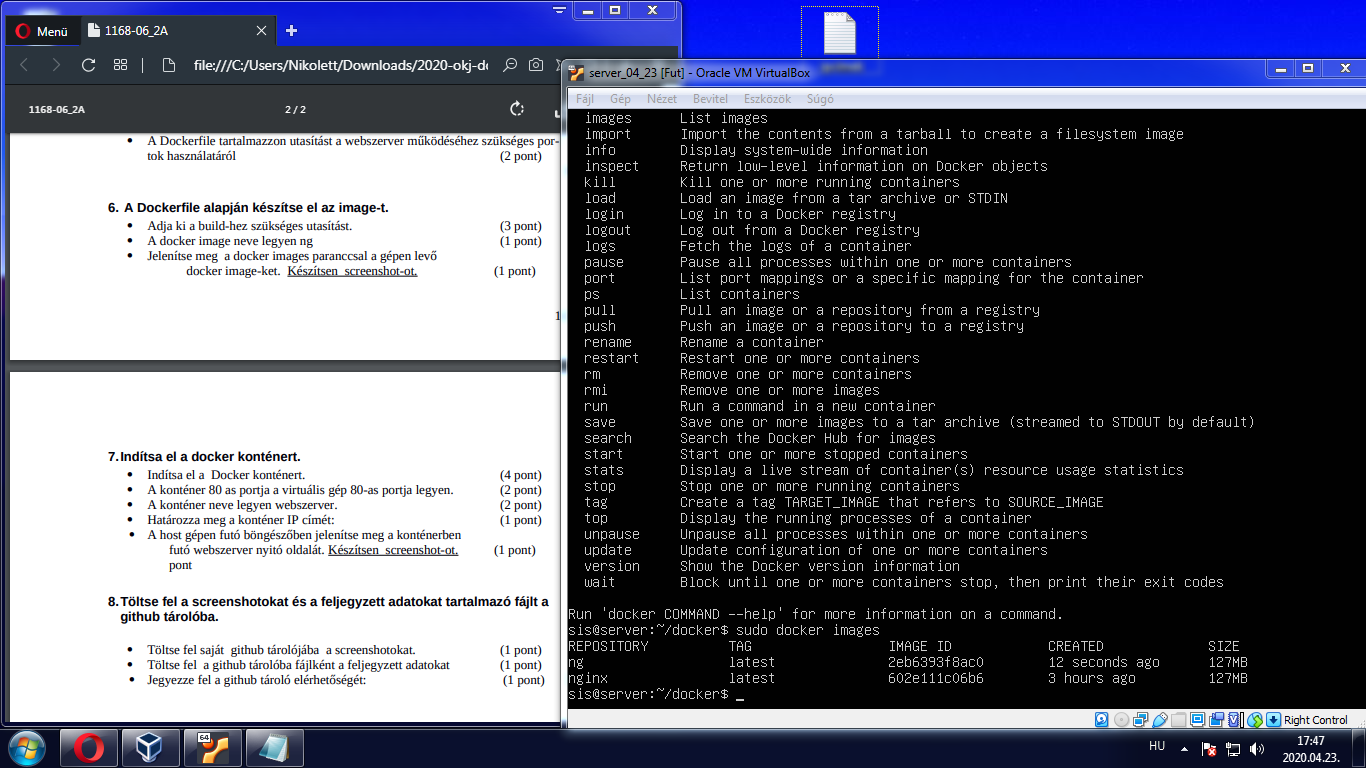 Menü
1168-06_2A
file:///C:/Users/Nikolett/Downloads/2020-okj-do
1168-06_2A
2 / 2
A Dockerfile tartalmazzon utasítást a webszerver működéséhez szükséges por-
tok használatáról (2 pont)
6. A Dockerfile alapján készítse el az image-t.
Adja ki a build-hez szükséges utasítást. (3 pont)
A docker image neve legyen ng (1 pont)
Jelenítse meg a docker images paranccsal a gépen levő
docker image-ket. Készítsen screenshot-ot. (1 pont)
1
7.Indítsa el a docker konténert.
Indítsa el a Docker konténert. (4 pont)
A konténer 80 as portja a virtuális gép 80-as portja legyen. (2 pont)
A konténer neve legyen webszerver. (2 pont)
Határozza meg a konténer IP címét: (1 pont)
A host gépen futó böngészőben jelenítse meg a konténerben
futó webszerver nyitó oldalát. Készítsen screenshot-ot. (1 pont)
pont
8.Töltse fel a screenshotokat és a feljegyzett adatokat tartalmazó fájlt a
github tárolóba.
Töltse fel saját github tárolójába a screenshotokat. (1 pont)
Töltse fel a github tárolóba fájlként a feljegyzett adatokat (1 pont)
Jegyezze fel a github tároló elérhetőségét: (1 pont)
server_04_23 [Fut] - Oracle VM VirtualBox
Fájl Gép Nézet Bevitel Eszközök Súgó
images List images
import Import the contents from a tarball to create a filesystem image
info Display system-wide information
inspect Return low-level information on Docker objects
kill Kill one or more running containers
load Load an image from a tar archive or STDIN
login Log in to a Docker registry
logout Log out from a Docker registry
logs Fetch the logs of a container
pause Pause all processes within one or more containers
port List port mappings or a specific mapping for the container
ps List containers
pull Pull an image or a repository from a registry
push Push an image or a repository to a registry
rename Rename a container
restart Restart one or more containers
rm Remove one or more containers
rmi Remove one or more images
run Run a command in a new container
save Save one or more images to a tar archive (streamed to STDOUT by default)
search Search the Docker Hub for images
start Start one or more stopped containers
stats Display a live stream of container(s) resource usage statistics
stop Stop one or more running containers
tag Create a tag TARGET_IMAGE that refers to SOURCE_IMAGE
top Display the running processes of a container
unpause Unpause all processes within one or more containers
update Update configuration of one or more containers
version Show the Docker version information
wait Block until one or more containers stop, then print their exit codes
Run 'docker COMMAND --help' for more information on a command.
sis@server:~/docker$ sudo docker images
REPOSITORY TAG IMAGE ID CREATED SIZE
ng latest 2eb6393f8ac0 12 seconds ago 127MB
nginx latest 602e111c06b6 3 hours ago 127MB
sis@server:~/docker$ _
Right Control
64
HU
17:47
2020.04.23.